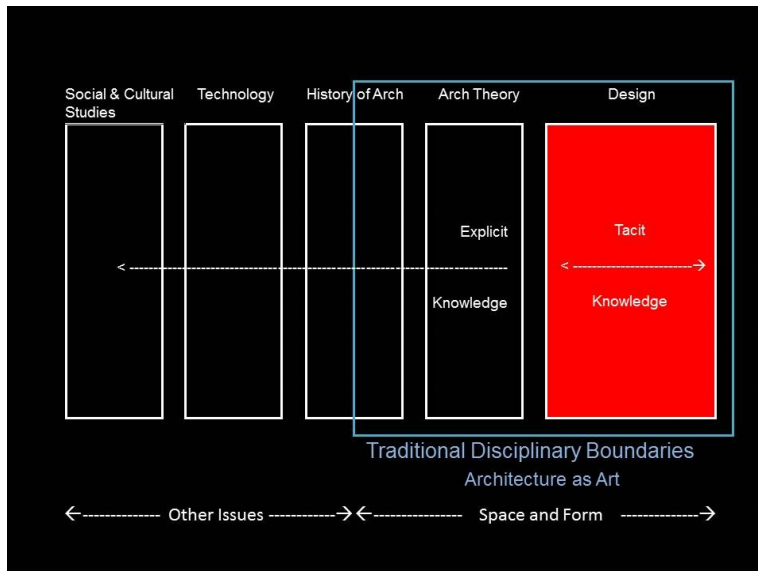 Social & Cultural
Studies
Technology
History of Arch
Arch Theory
Design
Explicit
Tacit
< -------------------------------------------------------------------
< -------------------------→
Knowledge
Knowledge
Traditional Disciplinary Boundaries
Architecture as Art
←------------- Other Issues -------------→
←---------------- Space and Form --------------→